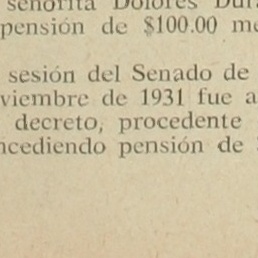 señorita Dolores
pensión de $100.00
sesión del Senado de
viembre de 1931 fue a
decreto, procedente
ncediendo pensión de